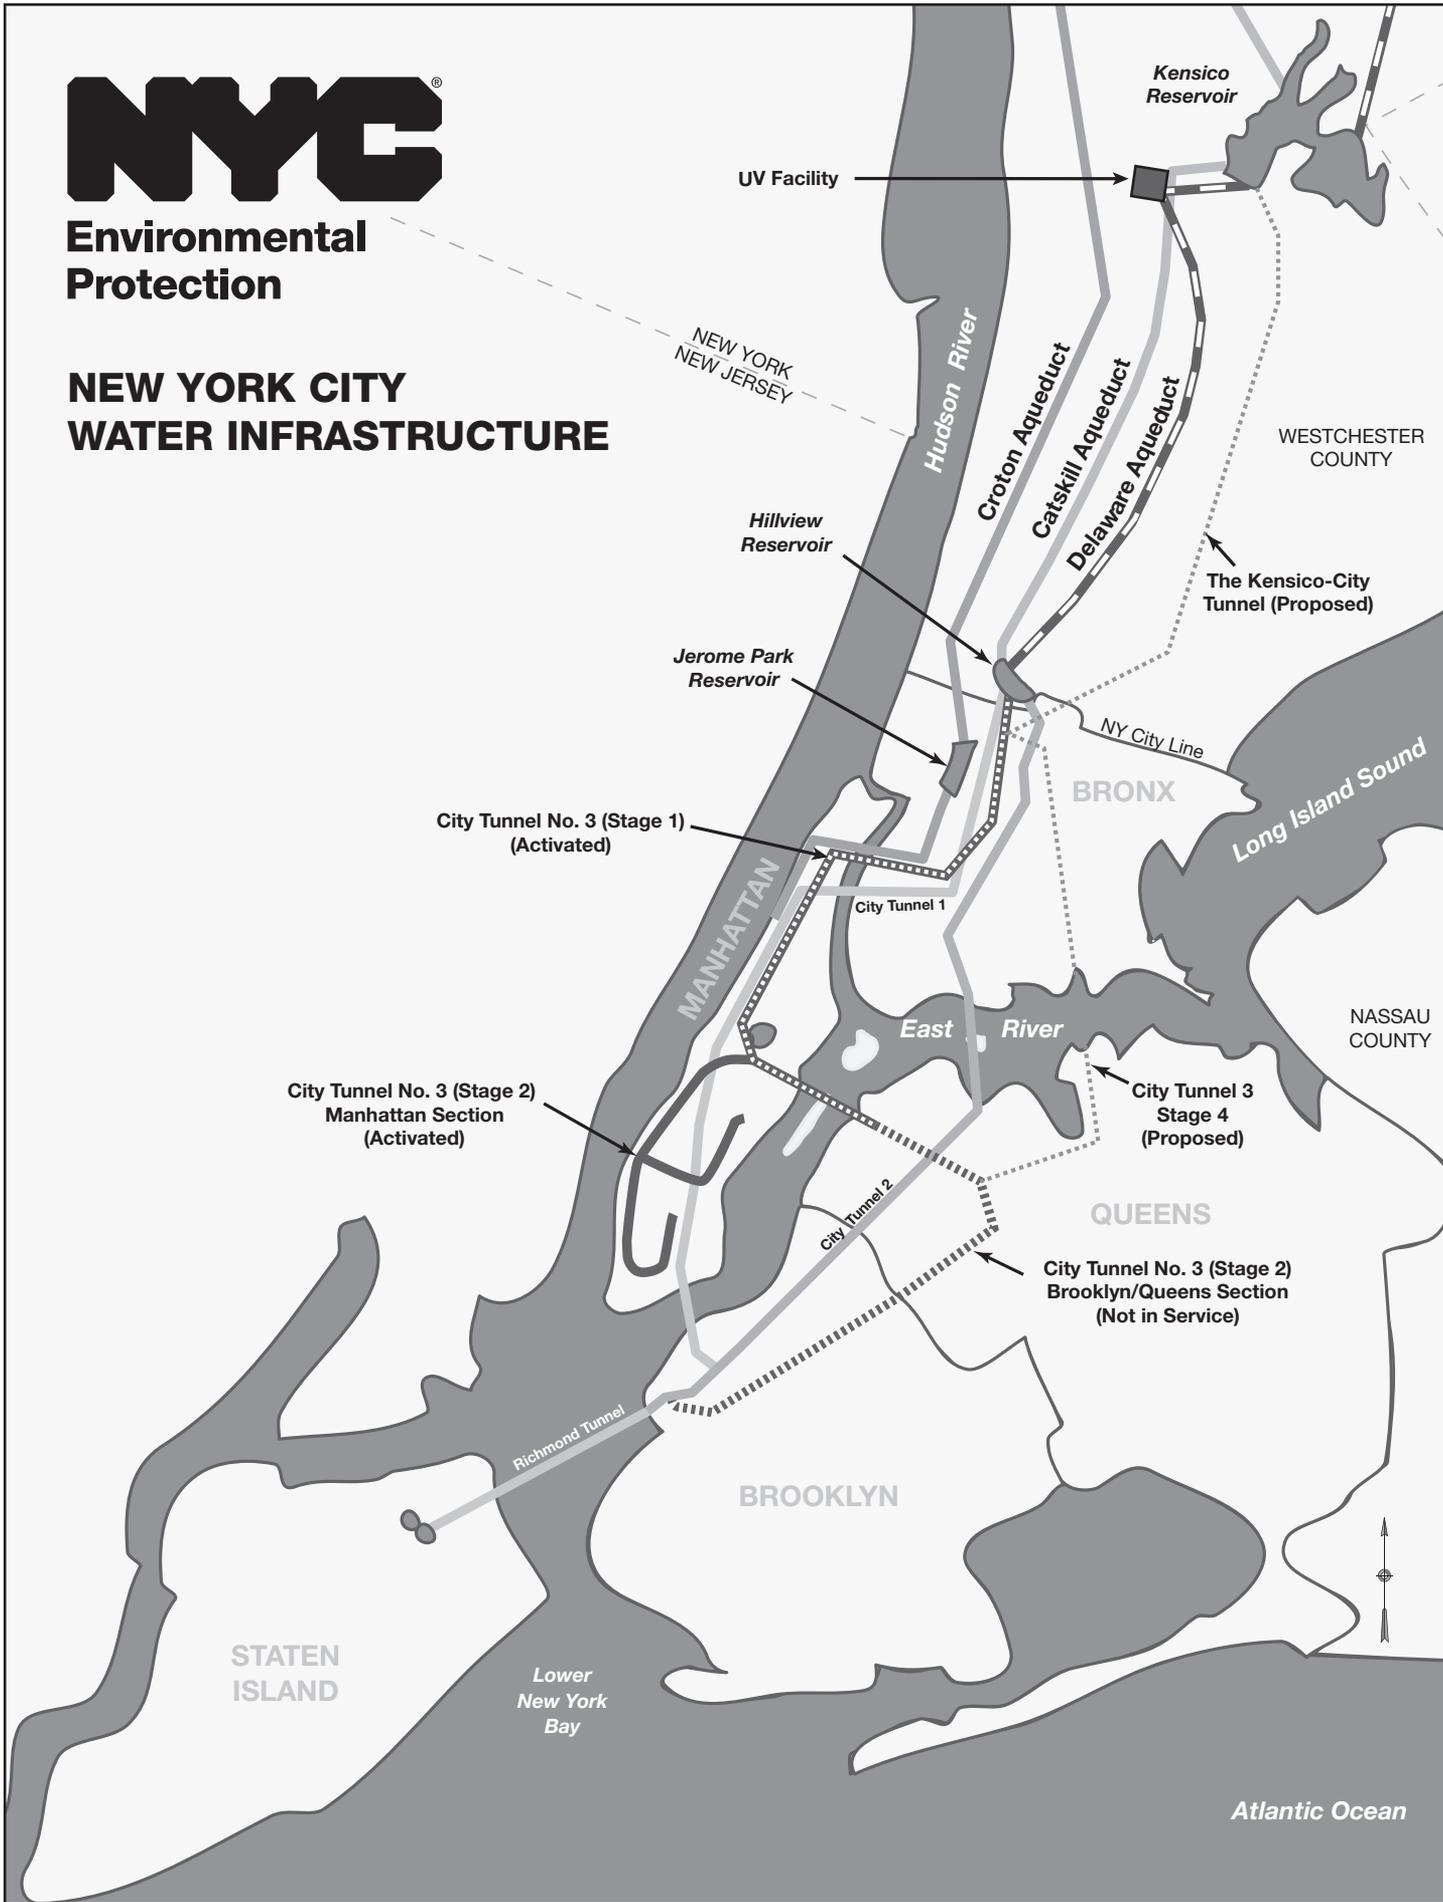 NYC®
Environmental
Protection
NEW YORK CITY
WATER INFRASTRUCTURE
Kensico
Reservoir
UV Facility
NEW YORK
NEW JERSEY
Hudson River
Croton Aqueduct
Catskill Aqueduct
Delaware Aqueduct
WESTCHESTER
COUNTY
Hillview
Reservoir
The Kensico-City
Tunnel (Proposed)
Jerome Park
Reservoir
NY City Line
BRONX
Long Island Sound
City Tunnel No. 3 (Stage 1)
(Activated)
MANHATTAN
City Tunnel 1
East River
NASSAU
COUNTY
City Tunnel No. 3 (Stage 2)
Manhattan Section
(Activated)
City Tunnel 3
Stage 4
(Proposed)
City Tunnel 2
QUEENS
City Tunnel No. 3 (Stage 2)
Brooklyn/Queens Section
(Not in Service)
Richmond Tunnel
BROOKLYN
STATEN
ISLAND
Lower
New York
Bay
Atlantic Ocean